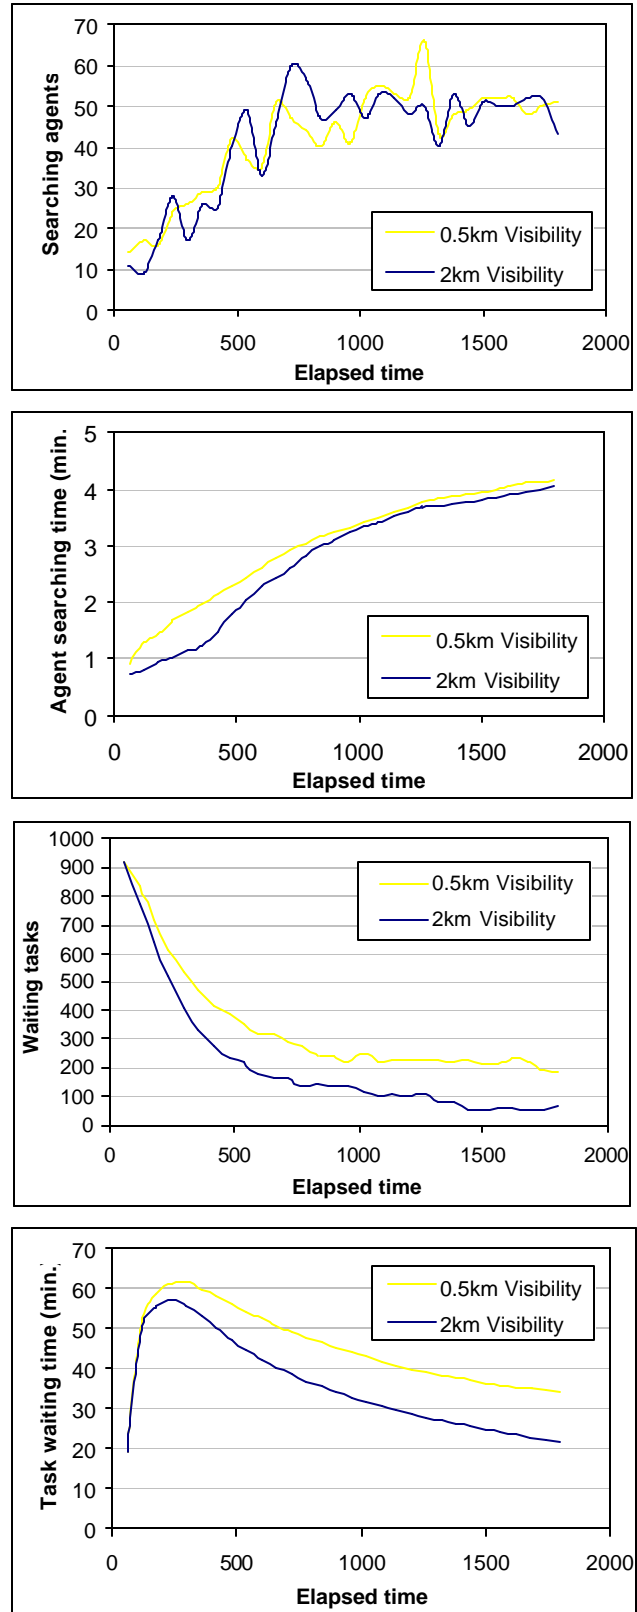 70
60
50
40
30
20
10
0
Searching agents
0.5km Visibility
2km Visibility
0 500 1000 1500 2000
Elapsed time
5
4
3
2
1
0
Agent searching time (min.
0.5km Visibility
2km Visibility
0 500 1000 1500 2000
Elapsed time
1000
900
800
700
600
500
400
300
200
100
0
Waiting tasks
0.5km Visibility
2km Visibility
0 500 1000 1500 2000
Elapsed time
70
60
50
40
30
20
10
0
Task waiting time (min.
0.5km Visibility
2km Visibility
0 500 1000 1500 2000
Elapsed time